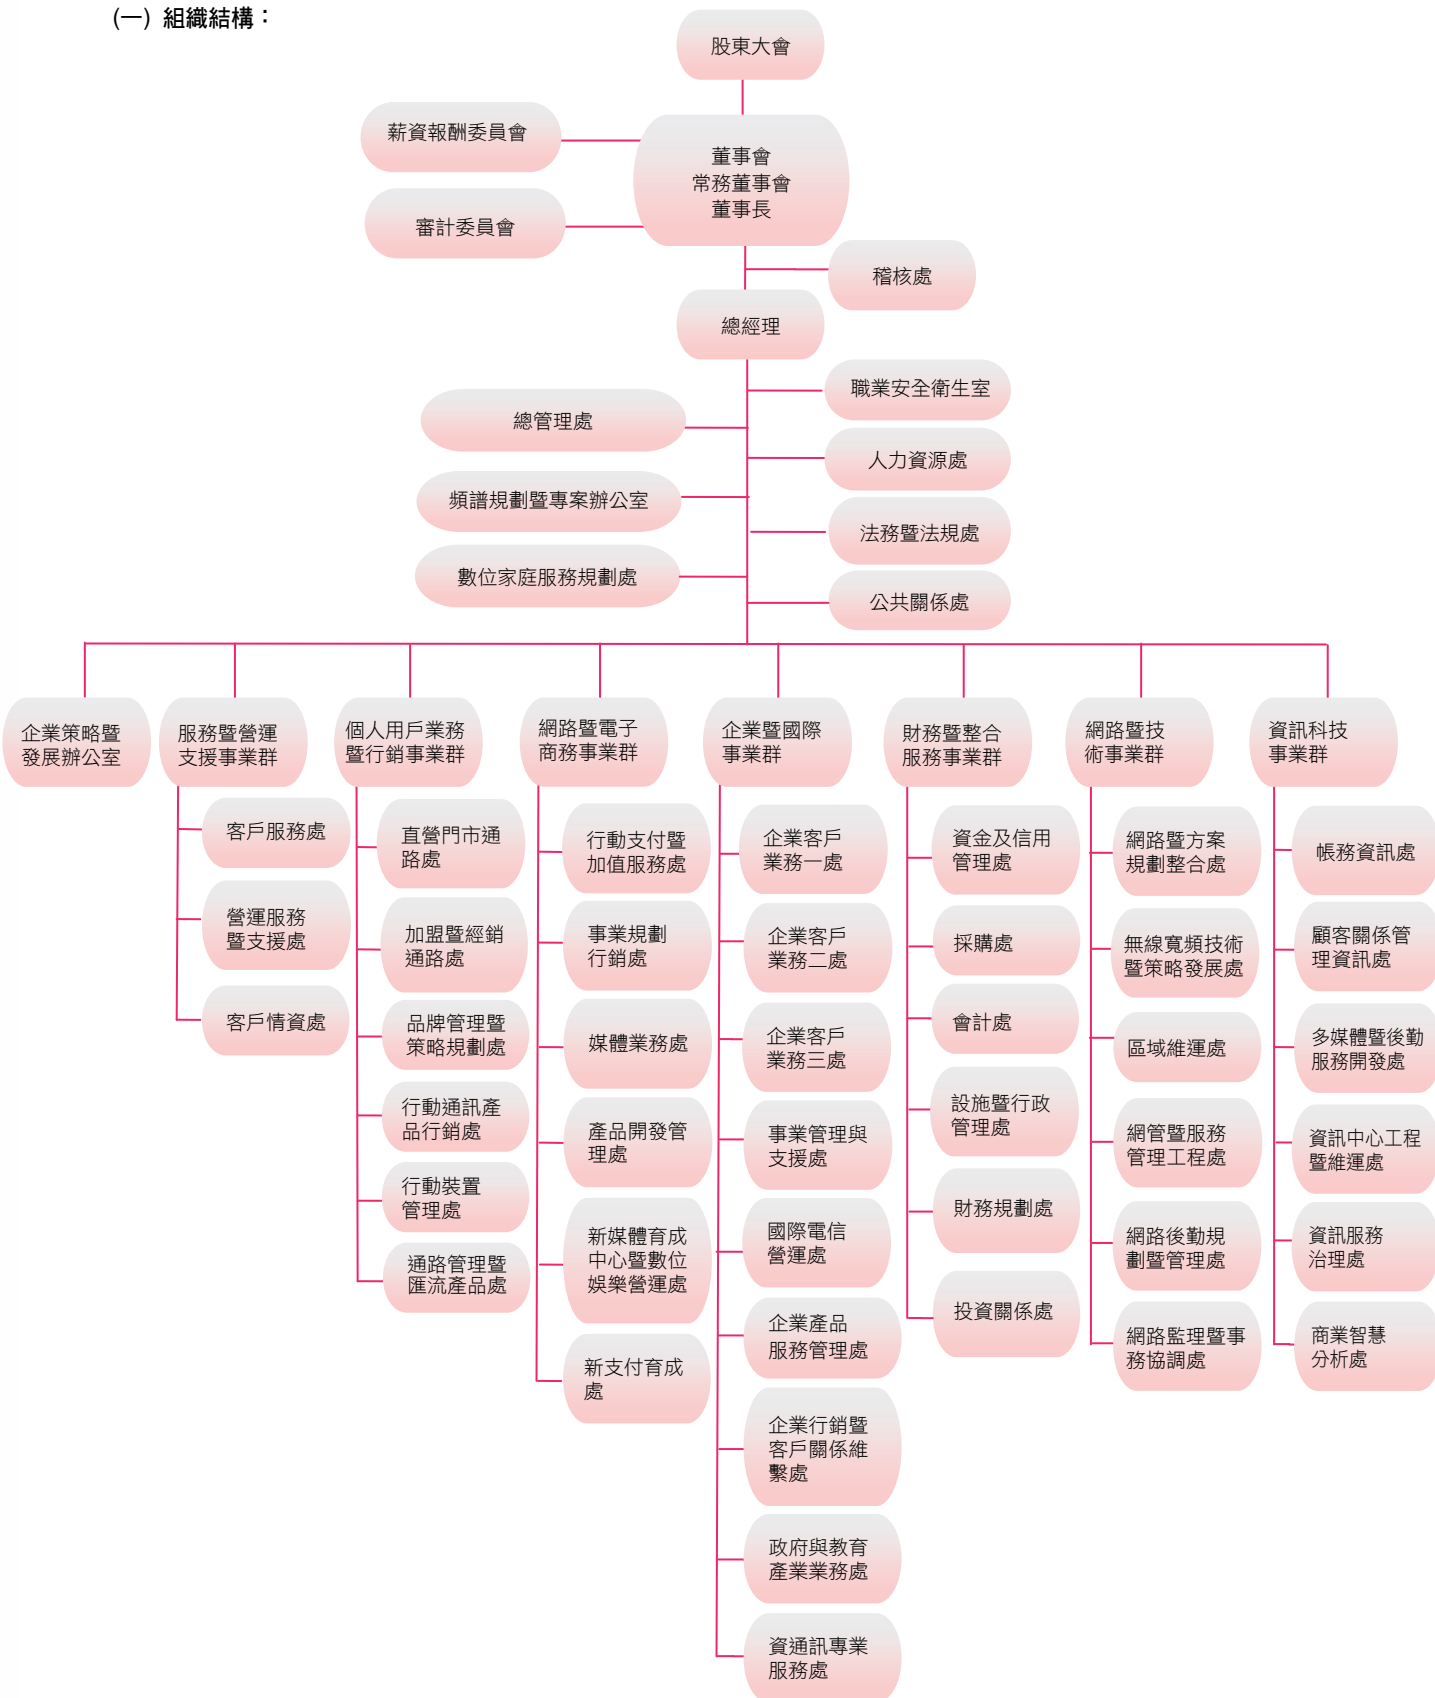 (一) 組織結構：
股東大會
薪資報酬委員會
董事會
常務董事會
董事長
審計委員會
稽核處
總經理
職業安全衛生室
總管理處
人力資源處
頻譜規劃暨專案辦公室
法務暨法規處
數位家庭服務規劃處
公共關係處
企業策略暨
發展辦公室
服務暨營運
支援事業群
客戶服務處
營運服務
暨支援處
客戶情資處
個人用戶業務
暨行銷事業群
直營門市通
路處
加盟暨經銷
通路處
品牌管理暨
策略規劃處
行動通訊產
品行銷處
行動裝置
管理處
通路管理暨
匯流產品處
網路暨電子
商務事業群
行動支付暨
加值服務處
事業規劃
行銷處
媒體業務處
產品開發管
理處
新媒體育成
中心暨數位
娛樂營運處
新支付育成
處
企業暨國際
事業群
企業客戶
業務一處
企業客戶
業務二處
企業客戶
業務三處
事業管理與
支援處
國際電信
營運處
企業產品
服務管理處
企業行銷暨
客戶關係維
繫處
政府與教育
產業業務處
資通訊專業
服務處
財務暨整合
服務事業群
資金及信用
管理處
採購處
會計處
設施暨行政
管理處
財務規劃處
投資關係處
網路暨技
術事業群
網路暨方案
規劃整合處
無線寬頻技術
暨策略發展處
區域維運處
網管暨服務
管理工程處
網路後勤規
劃暨管理處
網路監理暨事
務協調處
資訊科技
事業群
帳務資訊處
顧客關係管
理資訊處
多媒體暨後勤
服務開發處
資訊中心工程
暨維運處
資訊服務
治理處
商業智慧
分析處